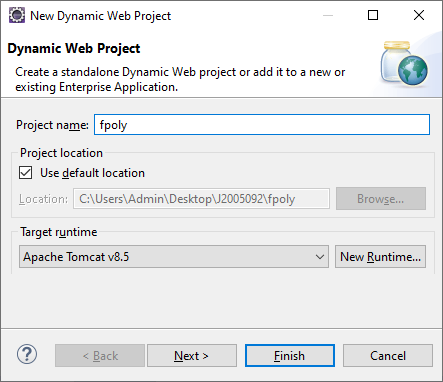 New Dynamic Web Project
Dynamic Web Project
Create a standalone Dynamic Web project or add it to a new or
existing Enterprise Application.
Project name: fpoly
Project location
Use default location
Location: C:\Users\Admin\Desktop\J2005092\fpoly Browse...
Target runtime
Apache Tomcat v8.5 New Runtime...
? < Back Next > Finish Cancel